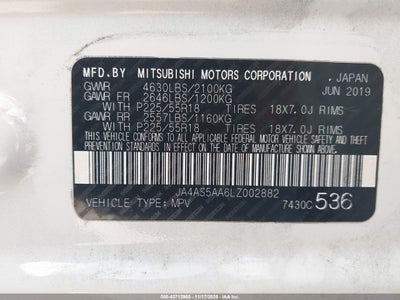 MFD.BY MITSUBISHI MOTORS CORPORATION, JAPAN
GVWR 4630LBS/2100KG JUN 2019
GAWR FR 2646LBS/1200KG
WITH P225/55R18 TIRES 18X7.0J RIMS
GAWR RR 2557LBS/1160KG
WITH P225/55R18 TIRES 18X7.0J RIMS
THIS VEHICLE CONFORMS TO ALL APPLICABLE
FEDERAL MOTOR VEHICLE SAFETY AND THEFT
PREVENTION STANDARDS IN EFFECT ON THE DATE
OF MANUFACTURE SHOWN ABOVE.
JA4AS5AA6LZ002882
VEHICLE TYPE: MPV 7430C 536